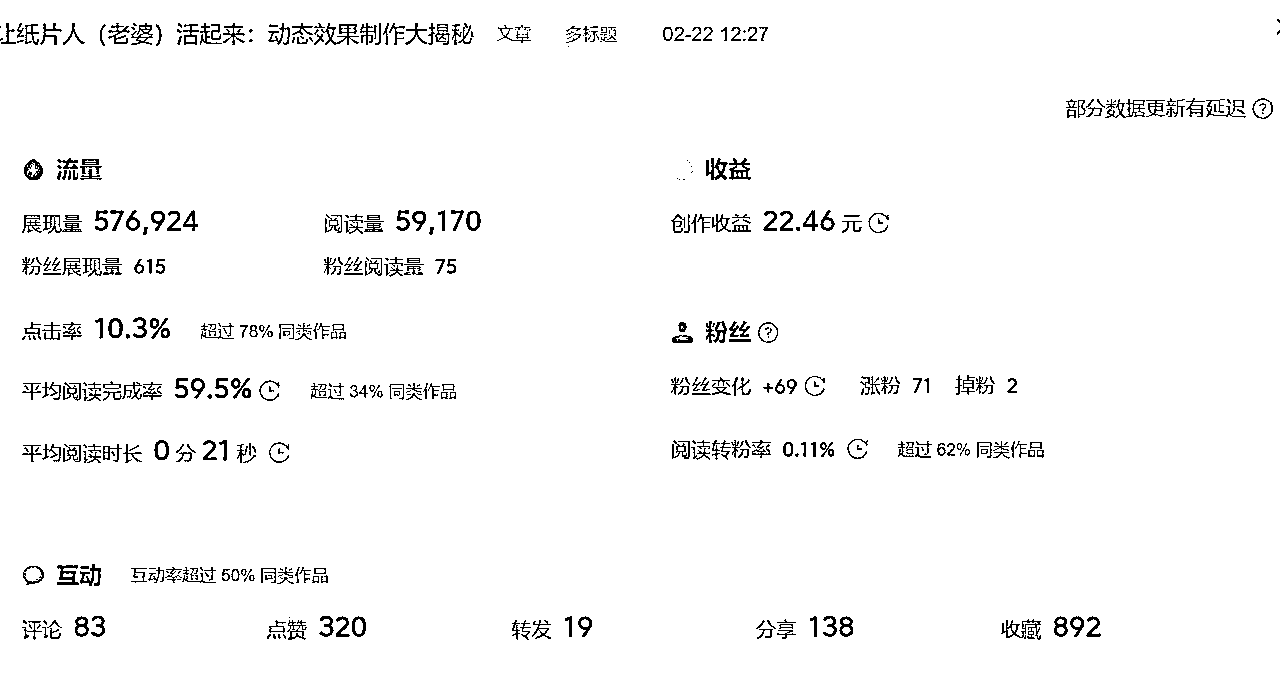 让纸片人（老婆）活起来：动态效果制作大揭秘 文章 多标题 02-22 12:27
部分数据更新有延迟
流量
展现量 576,924 阅读量 59,170
粉丝展现量 615 粉丝阅读量 75
点击率 10.3% 超过 78% 同类作品
平均阅读完成率 59.5% 超过 34% 同类作品
平均阅读时长 0 分 21 秒
收益
创作收益 22.46 元
粉丝
粉丝变化 +69 涨粉 71 掉粉 2
阅读转粉率 0.11% 超过 62% 同类作品
互动 互动率超过 50% 同类作品
评论 83 点赞 320 转发 19 分享 138 收藏 892